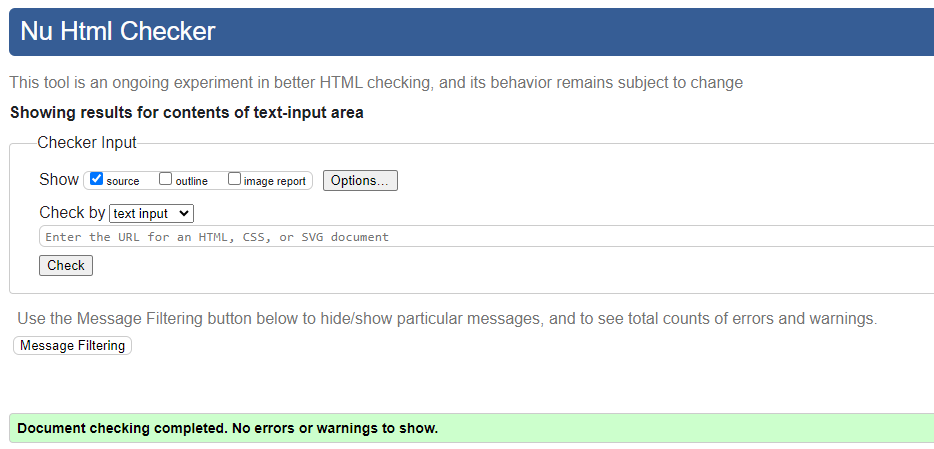 Nu Html Checker
This tool is an ongoing experiment in better HTML checking, and its behavior remains subject to change
Showing results for contents of text-input area
Checker Input
Show source outline image report Options...
Check by text input
Enter the URL for an HTML, CSS, or SVG document
Check
Use the Message Filtering button below to hide/show particular messages, and to see total counts of errors and warnings.
Message Filtering
Document checking completed. No errors or warnings to show.